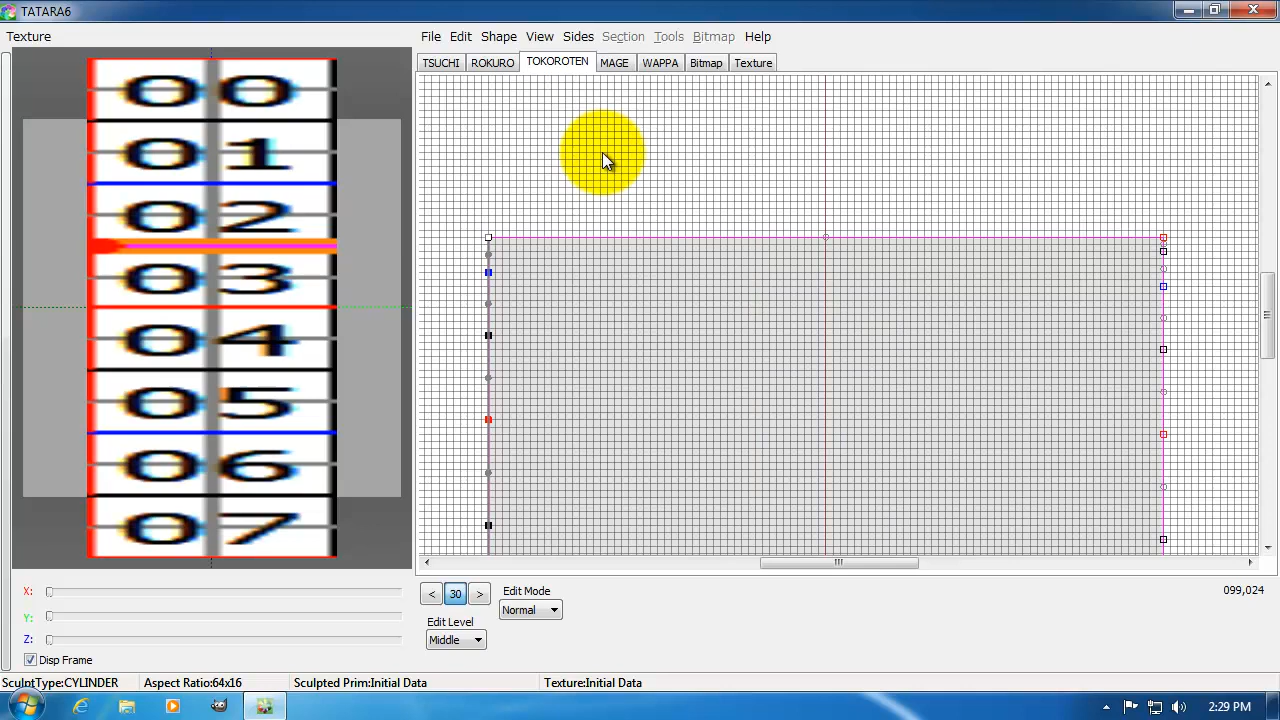 TATARA6
Texture
File Edit Shape View Sides Section Tools Bitmap Help
TSUCHI ROKURO TOKOROTEN MAGE WAPPA Bitmap Texture
00
01
02
03
04
05
06
07
X:
Y:
Z:
Disp Frame
< 30 >
Edit Mode
Normal
Edit Level
Middle
099,024
SculptType:CYLINDER Aspect Ratio:64x16 Sculpted Prim:Initial Data Texture:Initial Data
2:29 PM